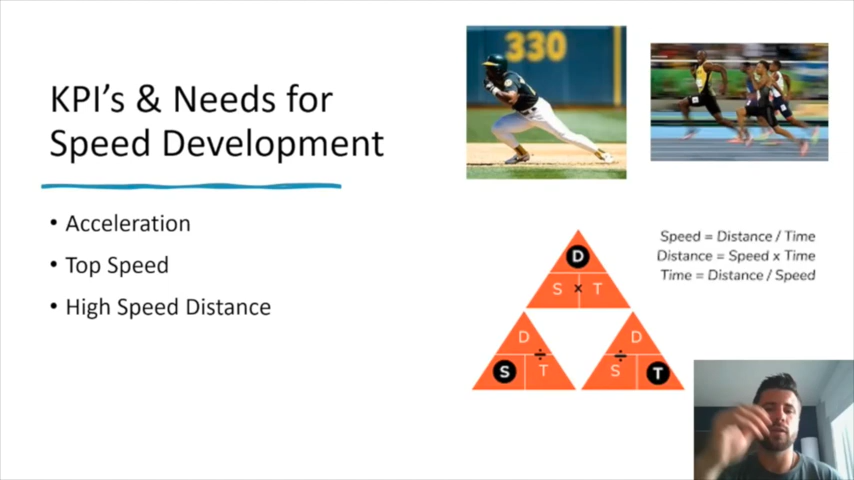 330
KPI's & Needs for
Speed Development
• Acceleration
• Top Speed
• High Speed Distance
Speed = Distance / Time
Distance = Speed x Time
Time = Distance / Speed
D
S x T
D
÷
S T
D
÷
S T